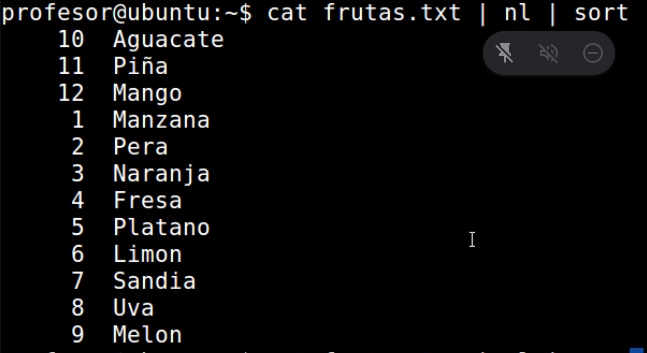 profesor@ubuntu:~$ cat frutas.txt | nl | sort
10 Aguacate
11 Piña
12 Mango
1 Manzana
2 Pera
3 Naranja
4 Fresa
5 Platano
6 Limon
7 Sandia
8 Uva
9 Melon